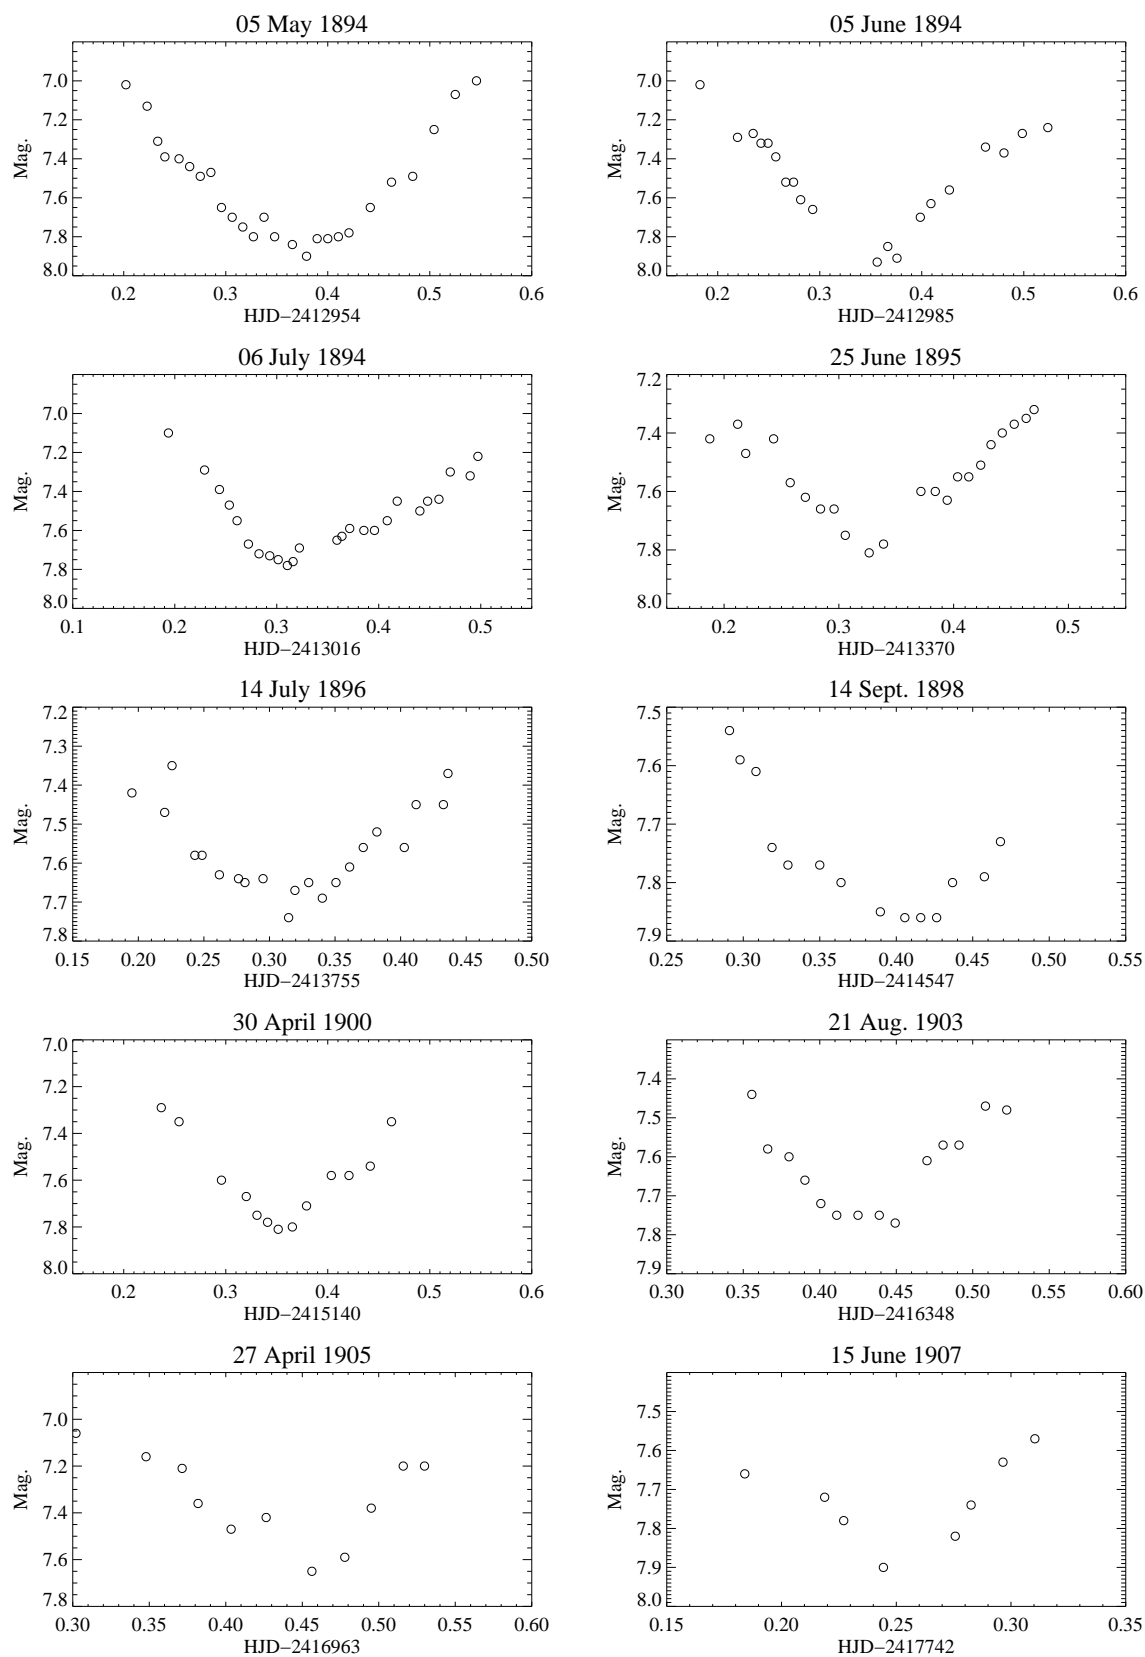 05 May 1894
Mag.
7.0
7.2
7.4
7.6
7.8
8.0
0.2 0.3 0.4 0.5 0.6
HJD−2412954
05 June 1894
Mag.
7.0
7.2
7.4
7.6
7.8
8.0
0.2 0.3 0.4 0.5 0.6
HJD−2412985
06 July 1894
Mag.
7.0
7.2
7.4
7.6
7.8
8.0
0.1 0.2 0.3 0.4 0.5
HJD−2413016
25 June 1895
Mag.
7.2
7.4
7.6
7.8
8.0
0.2 0.3 0.4 0.5
HJD−2413370
14 July 1896
Mag.
7.2
7.3
7.4
7.5
7.6
7.7
7.8
0.15 0.20 0.25 0.30 0.35 0.40 0.45 0.50
HJD−2413755
14 Sept. 1898
Mag.
7.5
7.6
7.7
7.8
7.9
0.25 0.30 0.35 0.40 0.45 0.50 0.55
HJD−2414547
30 April 1900
Mag.
7.0
7.2
7.4
7.6
7.8
8.0
0.2 0.3 0.4 0.5 0.6
HJD−2415140
21 Aug. 1903
Mag.
7.4
7.5
7.6
7.7
7.8
7.9
0.30 0.35 0.40 0.45 0.50 0.55 0.60
HJD−2416348
27 April 1905
Mag.
7.0
7.2
7.4
7.6
7.8
0.30 0.35 0.40 0.45 0.50 0.55 0.60
HJD−2416963
15 June 1907
Mag.
7.5
7.6
7.7
7.8
7.9
8.0
0.15 0.20 0.25 0.30 0.35
HJD−2417742